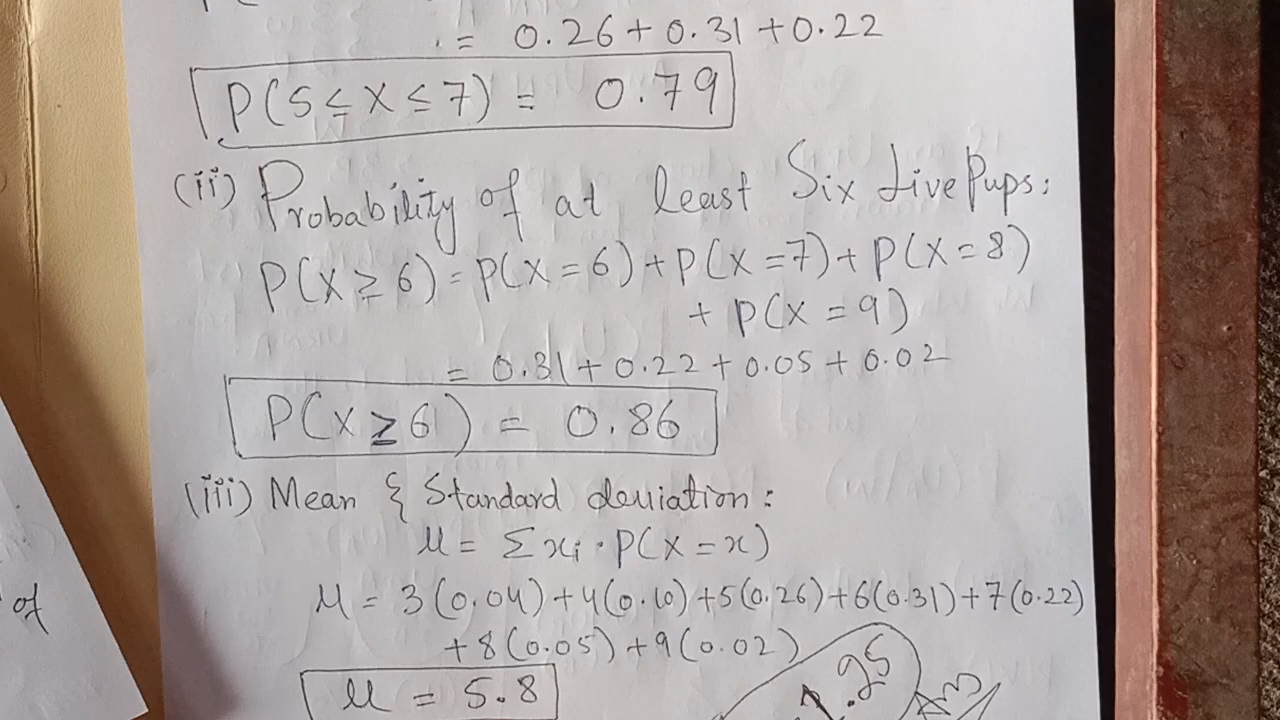 = 0.26 + 0.31 + 0.22
P(5 ≤ X ≤ 7) = 0.79
(ii) Probability of at least Six Live Pups:
P(X ≥ 6) = P(X = 6) + P(X = 7) + P(X = 8)
+ P(X = 9)
= 0.31 + 0.22 + 0.05 + 0.02
P(X ≥ 6) = 0.86
(iii) Mean & Standard deviation:
μ = Σxi · P(X = x)
μ = 3(0.04) + 4(0.10) + 5(0.26) + 6(0.31) + 7(0.22)
+ 8(0.05) + 9(0.02)
μ = 5.8
of